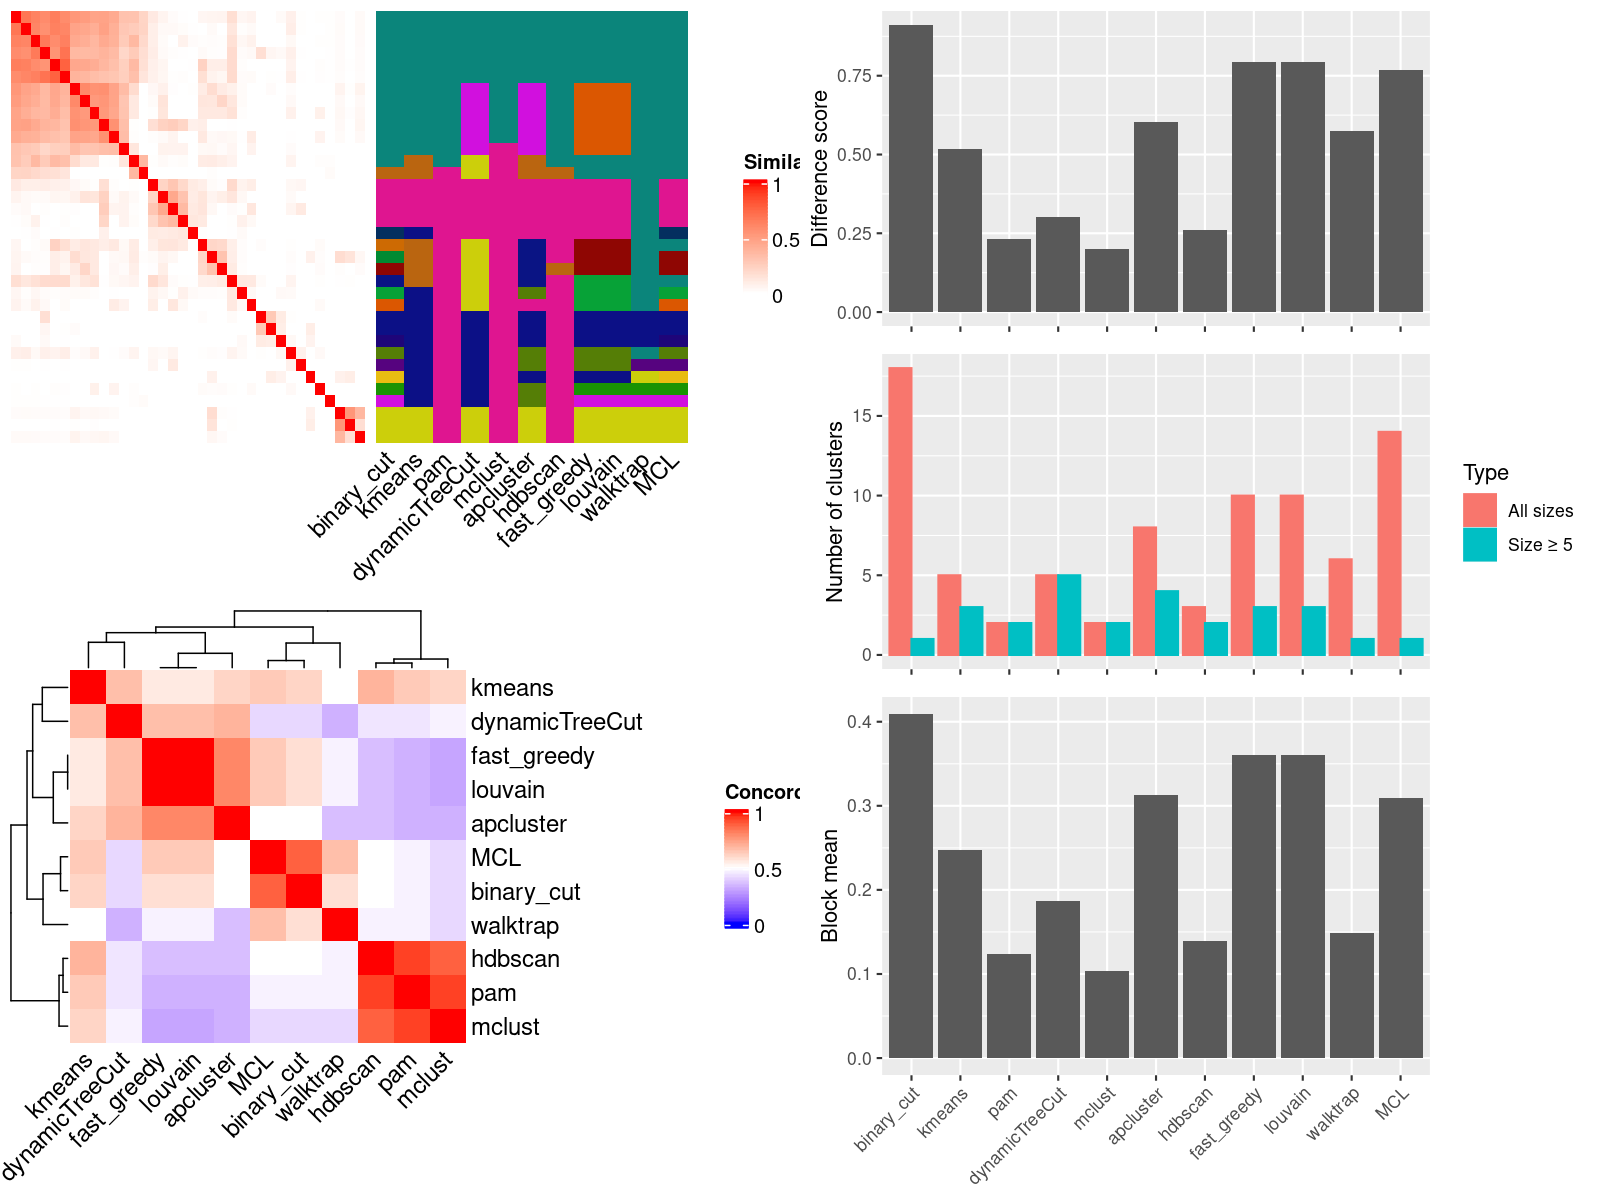 Simila
1
0.5
0
binary_cut
kmeans
pam
dynamicTreeCut
mclust
apcluster
hdbscan
fast_greedy
louvain
walktrap
MCL
Difference score
0.75
0.50
0.25
0.00
Number of clusters
15
10
5
0
Type
All sizes
Size ≥ 5
kmeans
dynamicTreeCut
fast_greedy
louvain
apcluster
MCL
binary_cut
walktrap
hdbscan
pam
mclust
kmeans
dynamicTreeCut
fast_greedy
louvain
apcluster
MCL
binary_cut
walktrap
hdbscan
pam
mclust
Concord
1
0.5
0
Block mean
0.4
0.3
0.2
0.1
0.0
binary_cut
kmeans
pam
dynamicTreeCut
mclust
apcluster
hdbscan
fast_greedy
louvain
walktrap
MCL